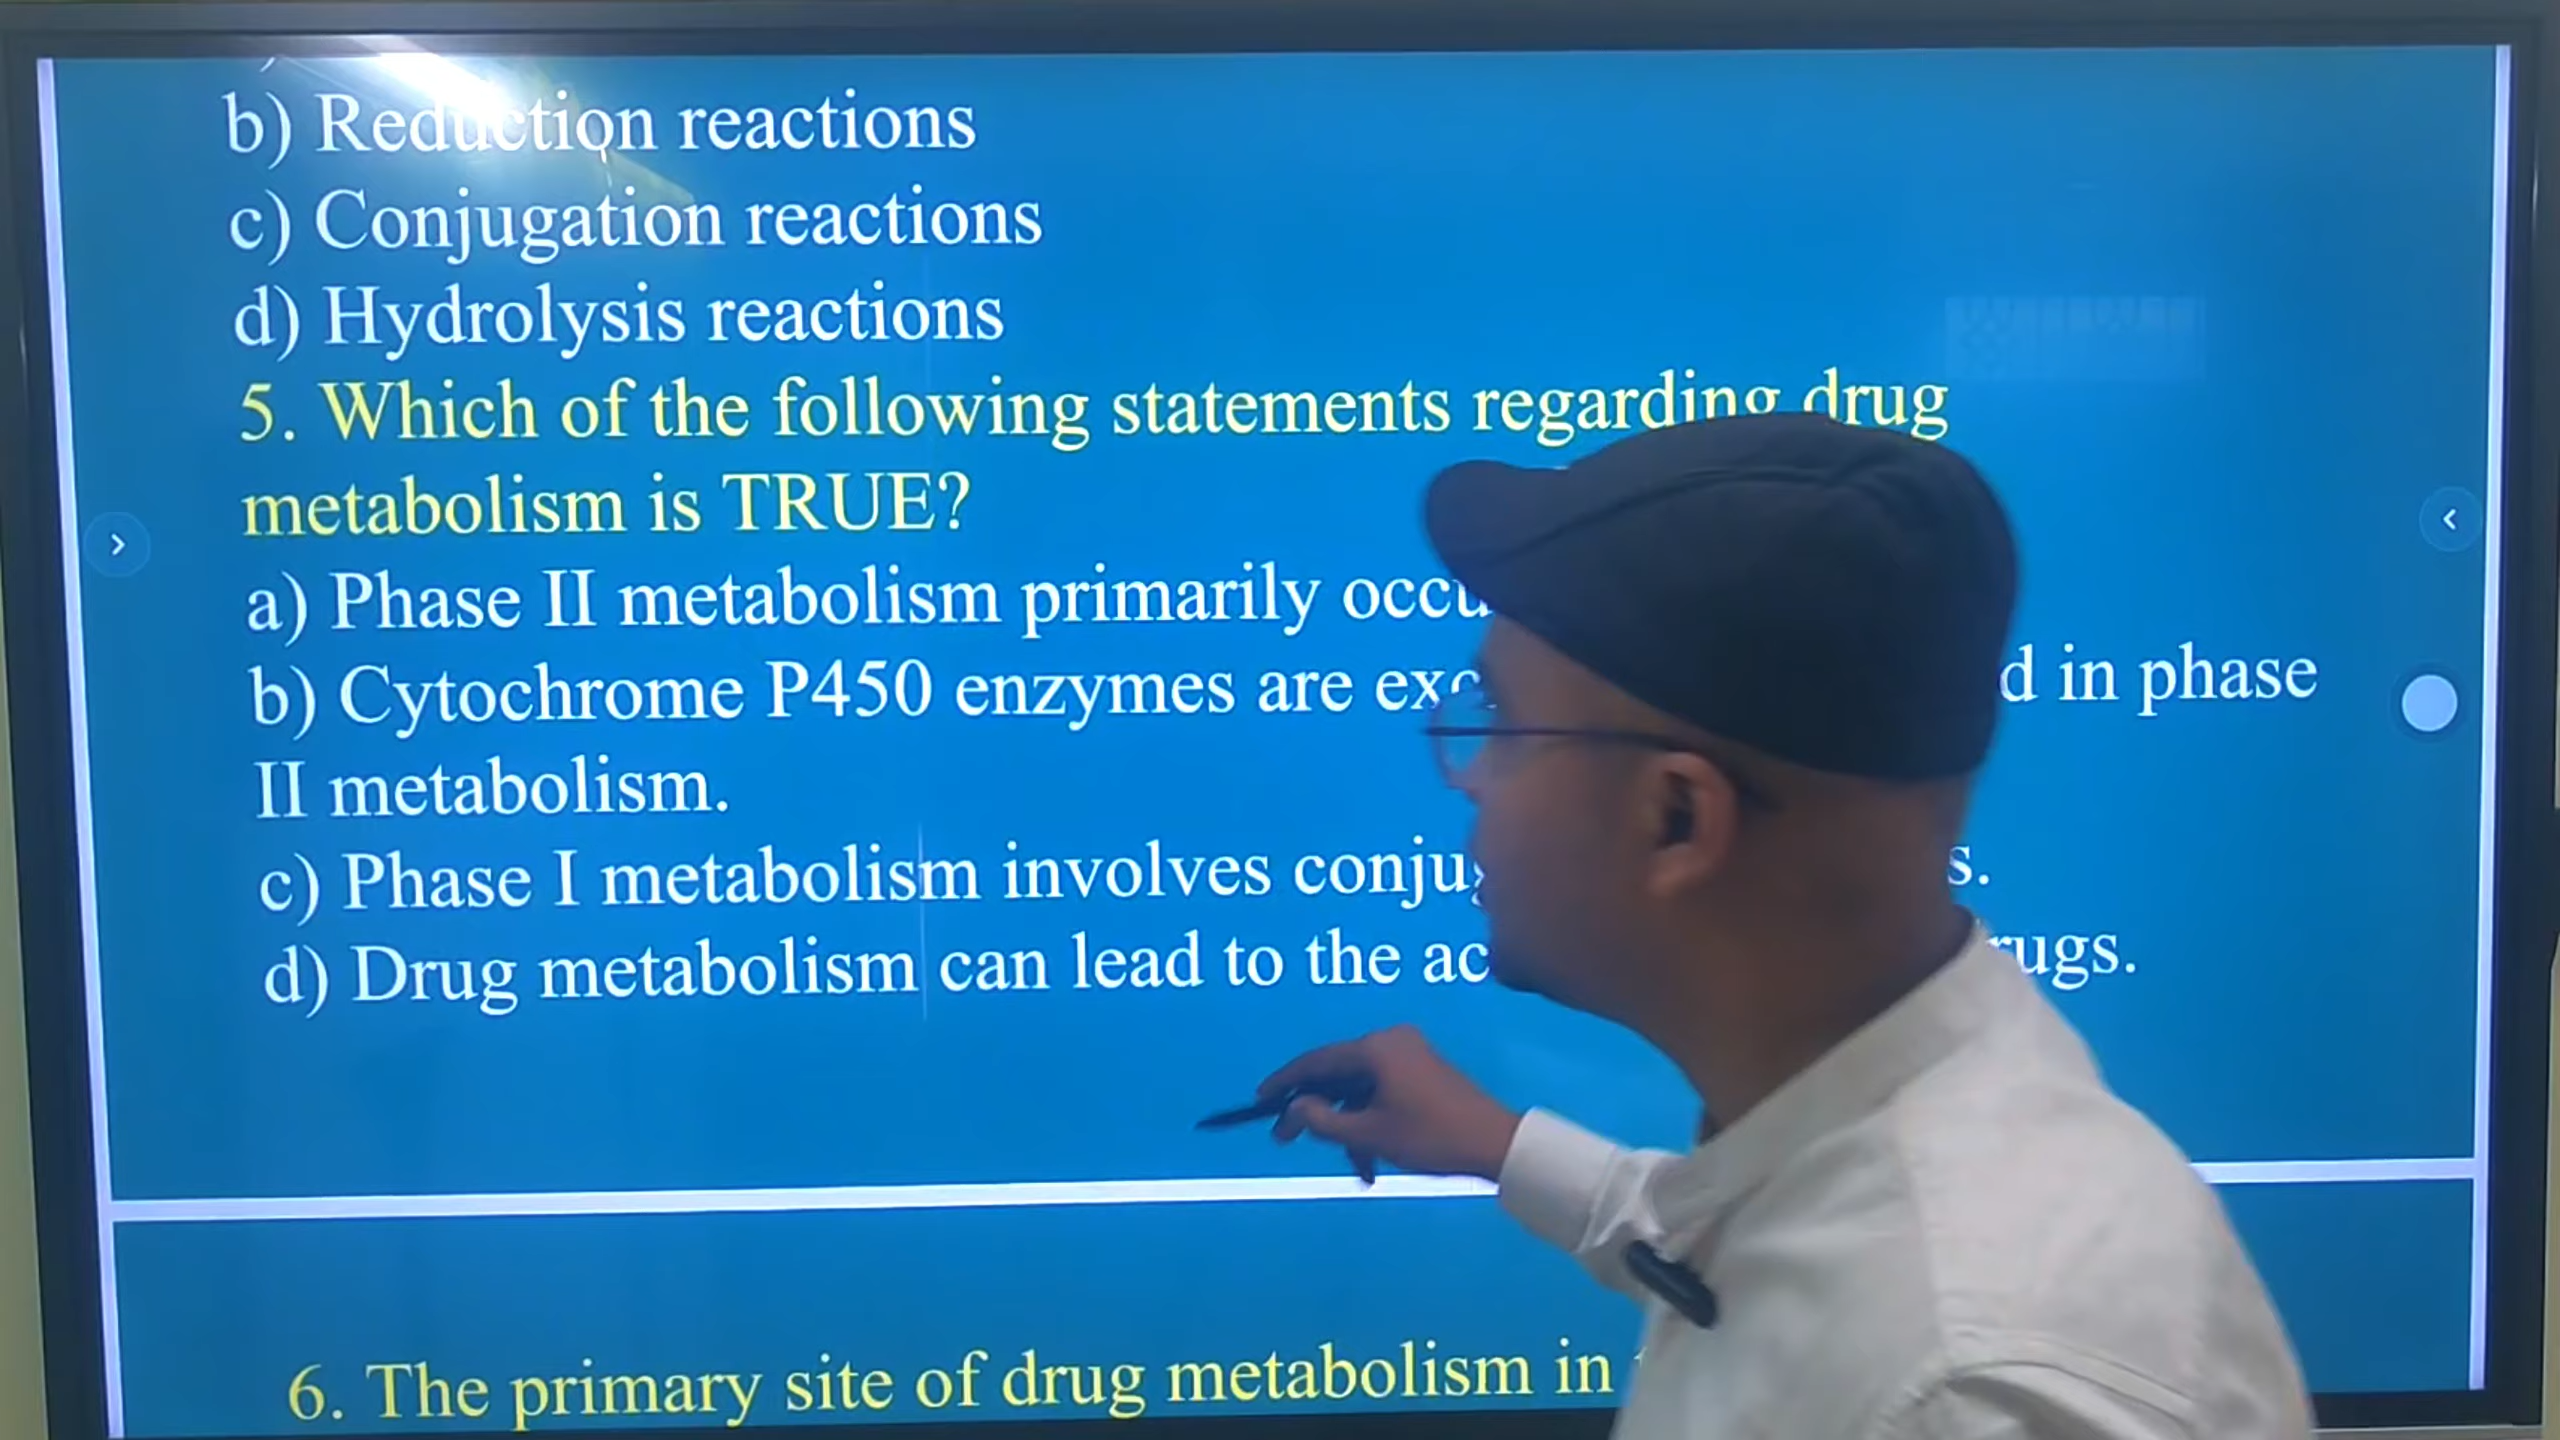 b) Reduction reactions
c) Conjugation reactions
d) Hydrolysis reactions
5. Which of the following statements regarding drug
metabolism is TRUE?
a) Phase II metabolism primarily
b) Cytochrome P450 enzymes are in phase
II metabolism.
c) Phase I metabolism involves
d) Drug metabolism can lead to the
6. The primary site of drug metabolism in